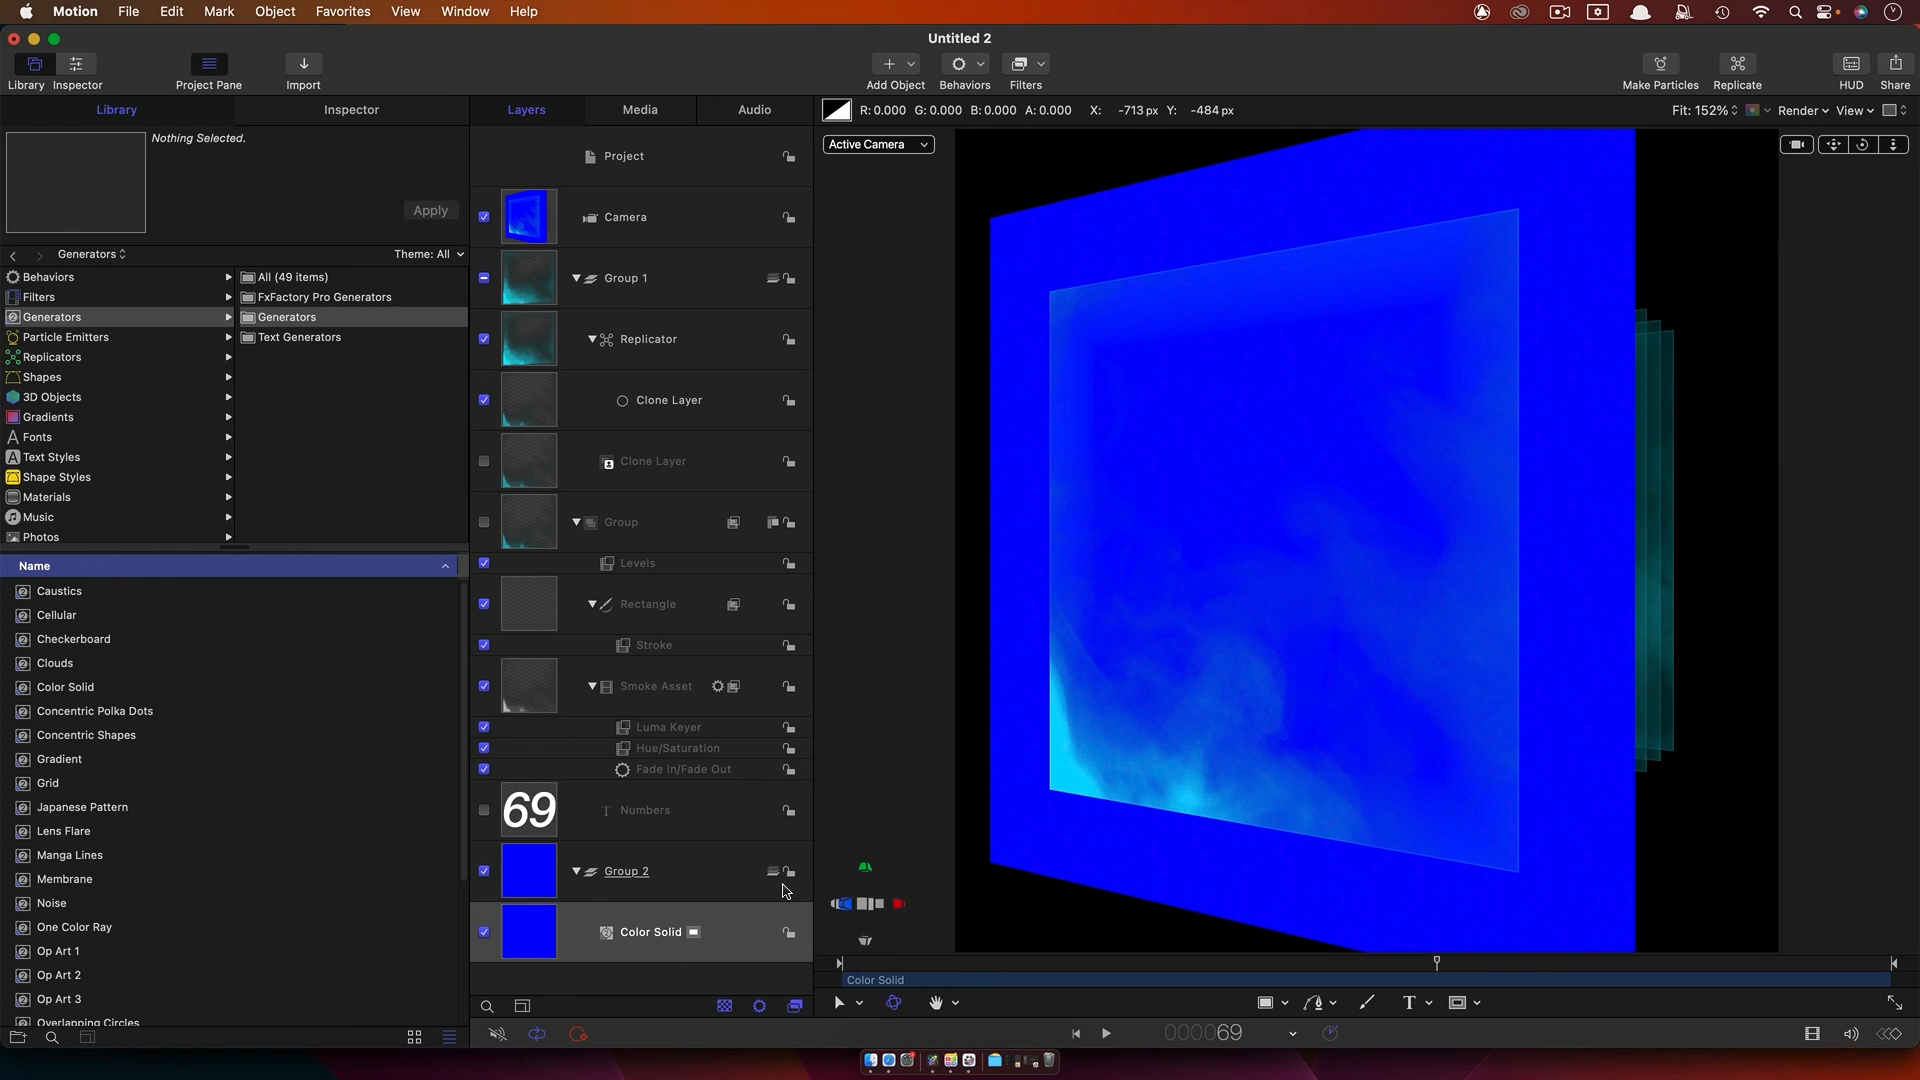 Motion File Edit Mark Object Favorites View Window Help
Untitled 2
Library Inspector Project Pane Import Add Object Behaviors Filters Make Particles Replicate HUD Share
Library Inspector Layers Media Audio R: 0.000 G: 0.000 B: 0.000 A: 0.000 X: -713 px Y: -484 px Fit: 152% Render View
Nothing Selected.
Apply
Generators Theme: All
Behaviors
Filters
Generators
Particle Emitters
Replicators
Shapes
3D Objects
Gradients
Fonts
Text Styles
Shape Styles
Materials
Music
Photos
All (49 items)
FxFactory Pro Generators
Generators
Text Generators
Name
Caustics
Cellular
Checkerboard
Clouds
Color Solid
Concentric Polka Dots
Concentric Shapes
Gradient
Grid
Japanese Pattern
Lens Flare
Manga Lines
Membrane
Noise
One Color Ray
Op Art 1
Op Art 2
Op Art 3
Overlapping Circles
Project
Camera
Group 1
Replicator
Clone Layer
Clone Layer
Group
Levels
Rectangle
Stroke
Smoke Asset
Luma Keyer
Hue/Saturation
Fade In/Fade Out
69 T Numbers
Group 2
Color Solid
Active Camera
Color Solid
T
000069